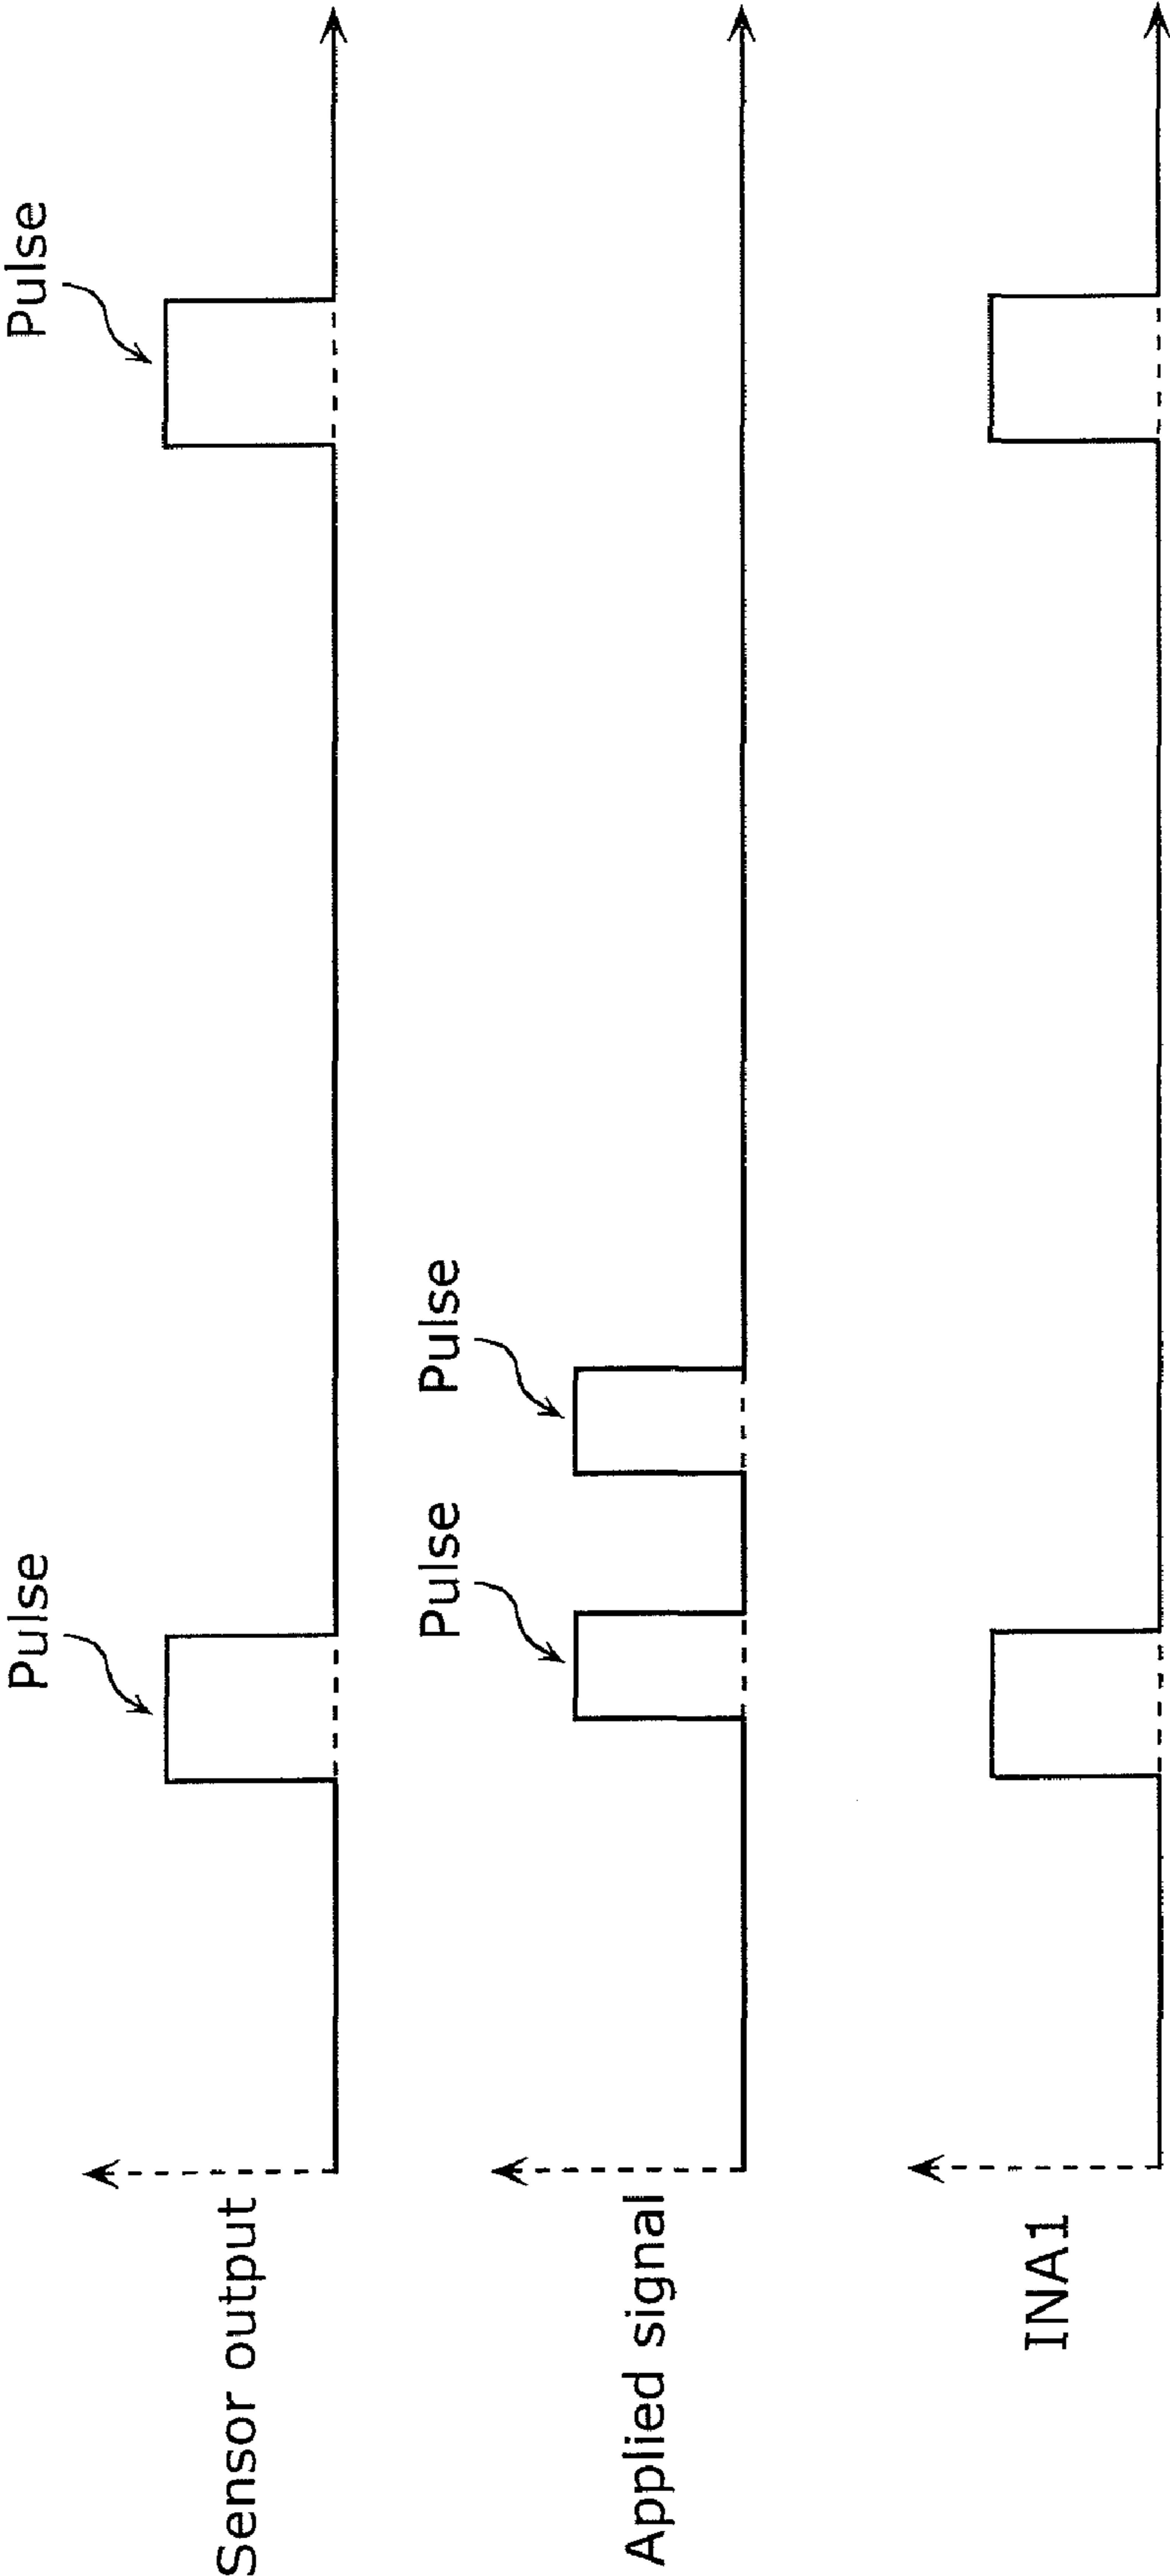 Pulse
Pulse
Sensor output
Pulse
Pulse
Applied signal
INA1